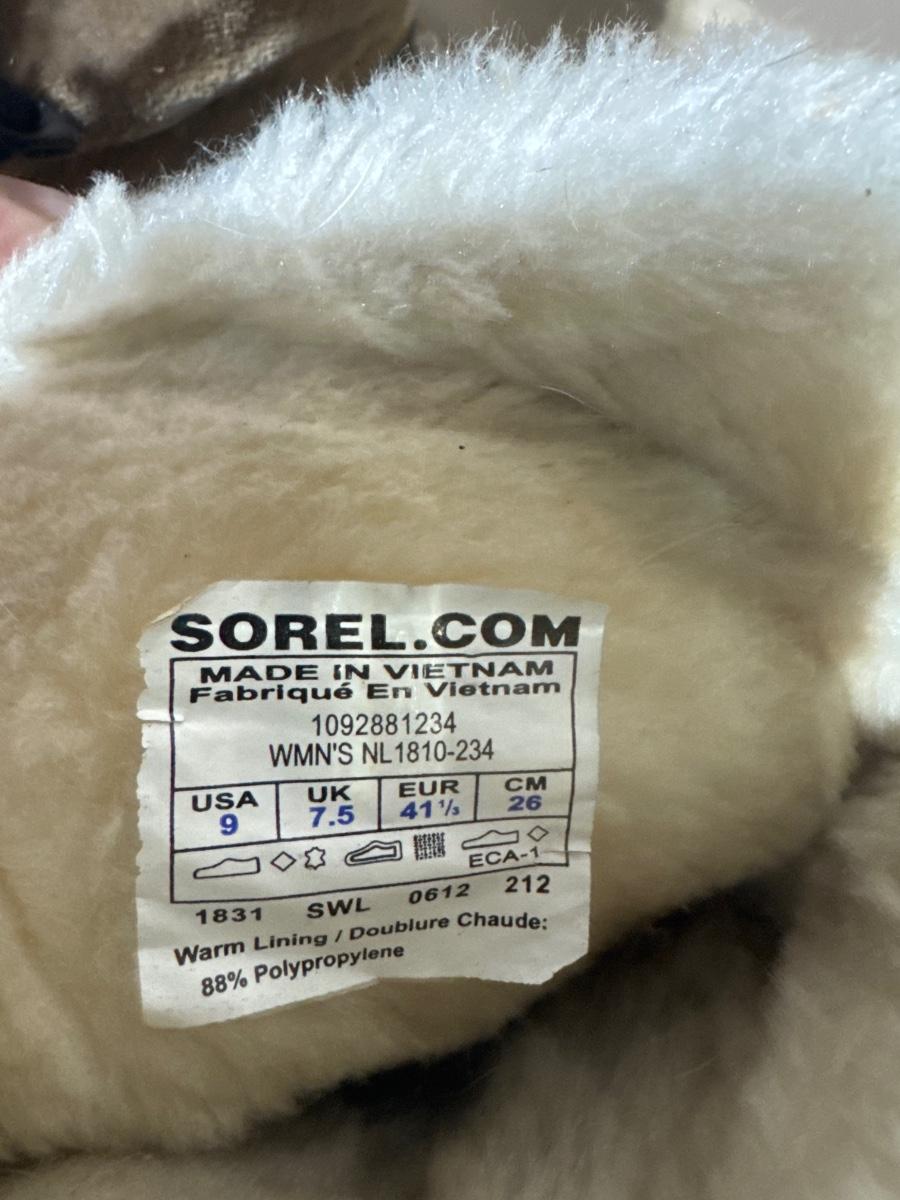 SOREL.COM
MADE IN VIETNAM
Fabriqué En Vietnam
1092881234
WMN'S NL1810-234
USA UK EUR CM
9 7.5 41⅓ 26
ECA-1
1831 SWL 0612 212
Warm Lining / Doublure Chaude:
88% Polypropylene